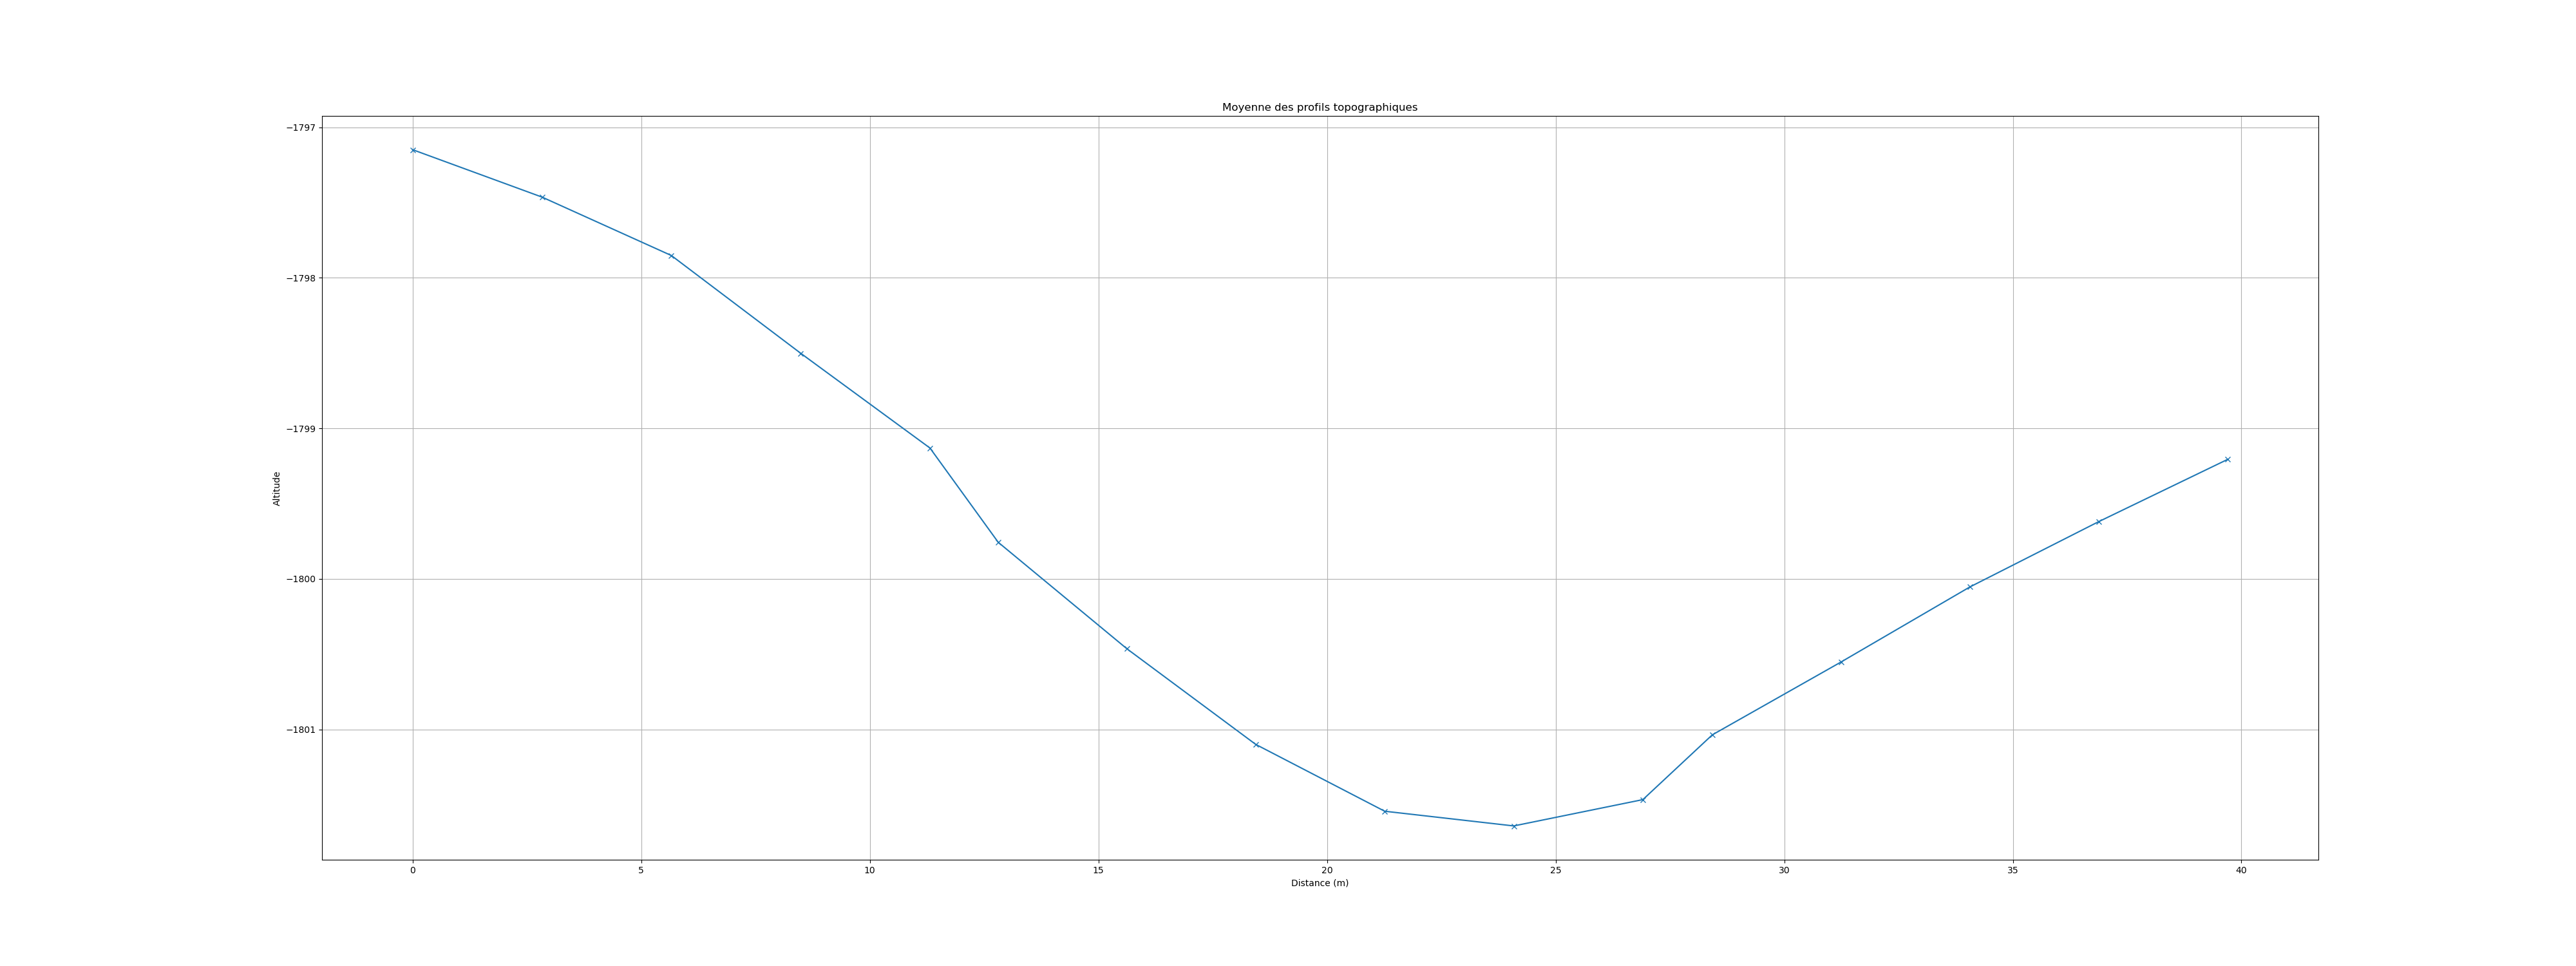 Moyenne des profils topographiques
−1797
−1798
−1799
−1800
−1801
Altitude
0 5 10 15 20 25 30 35 40
Distance (m)